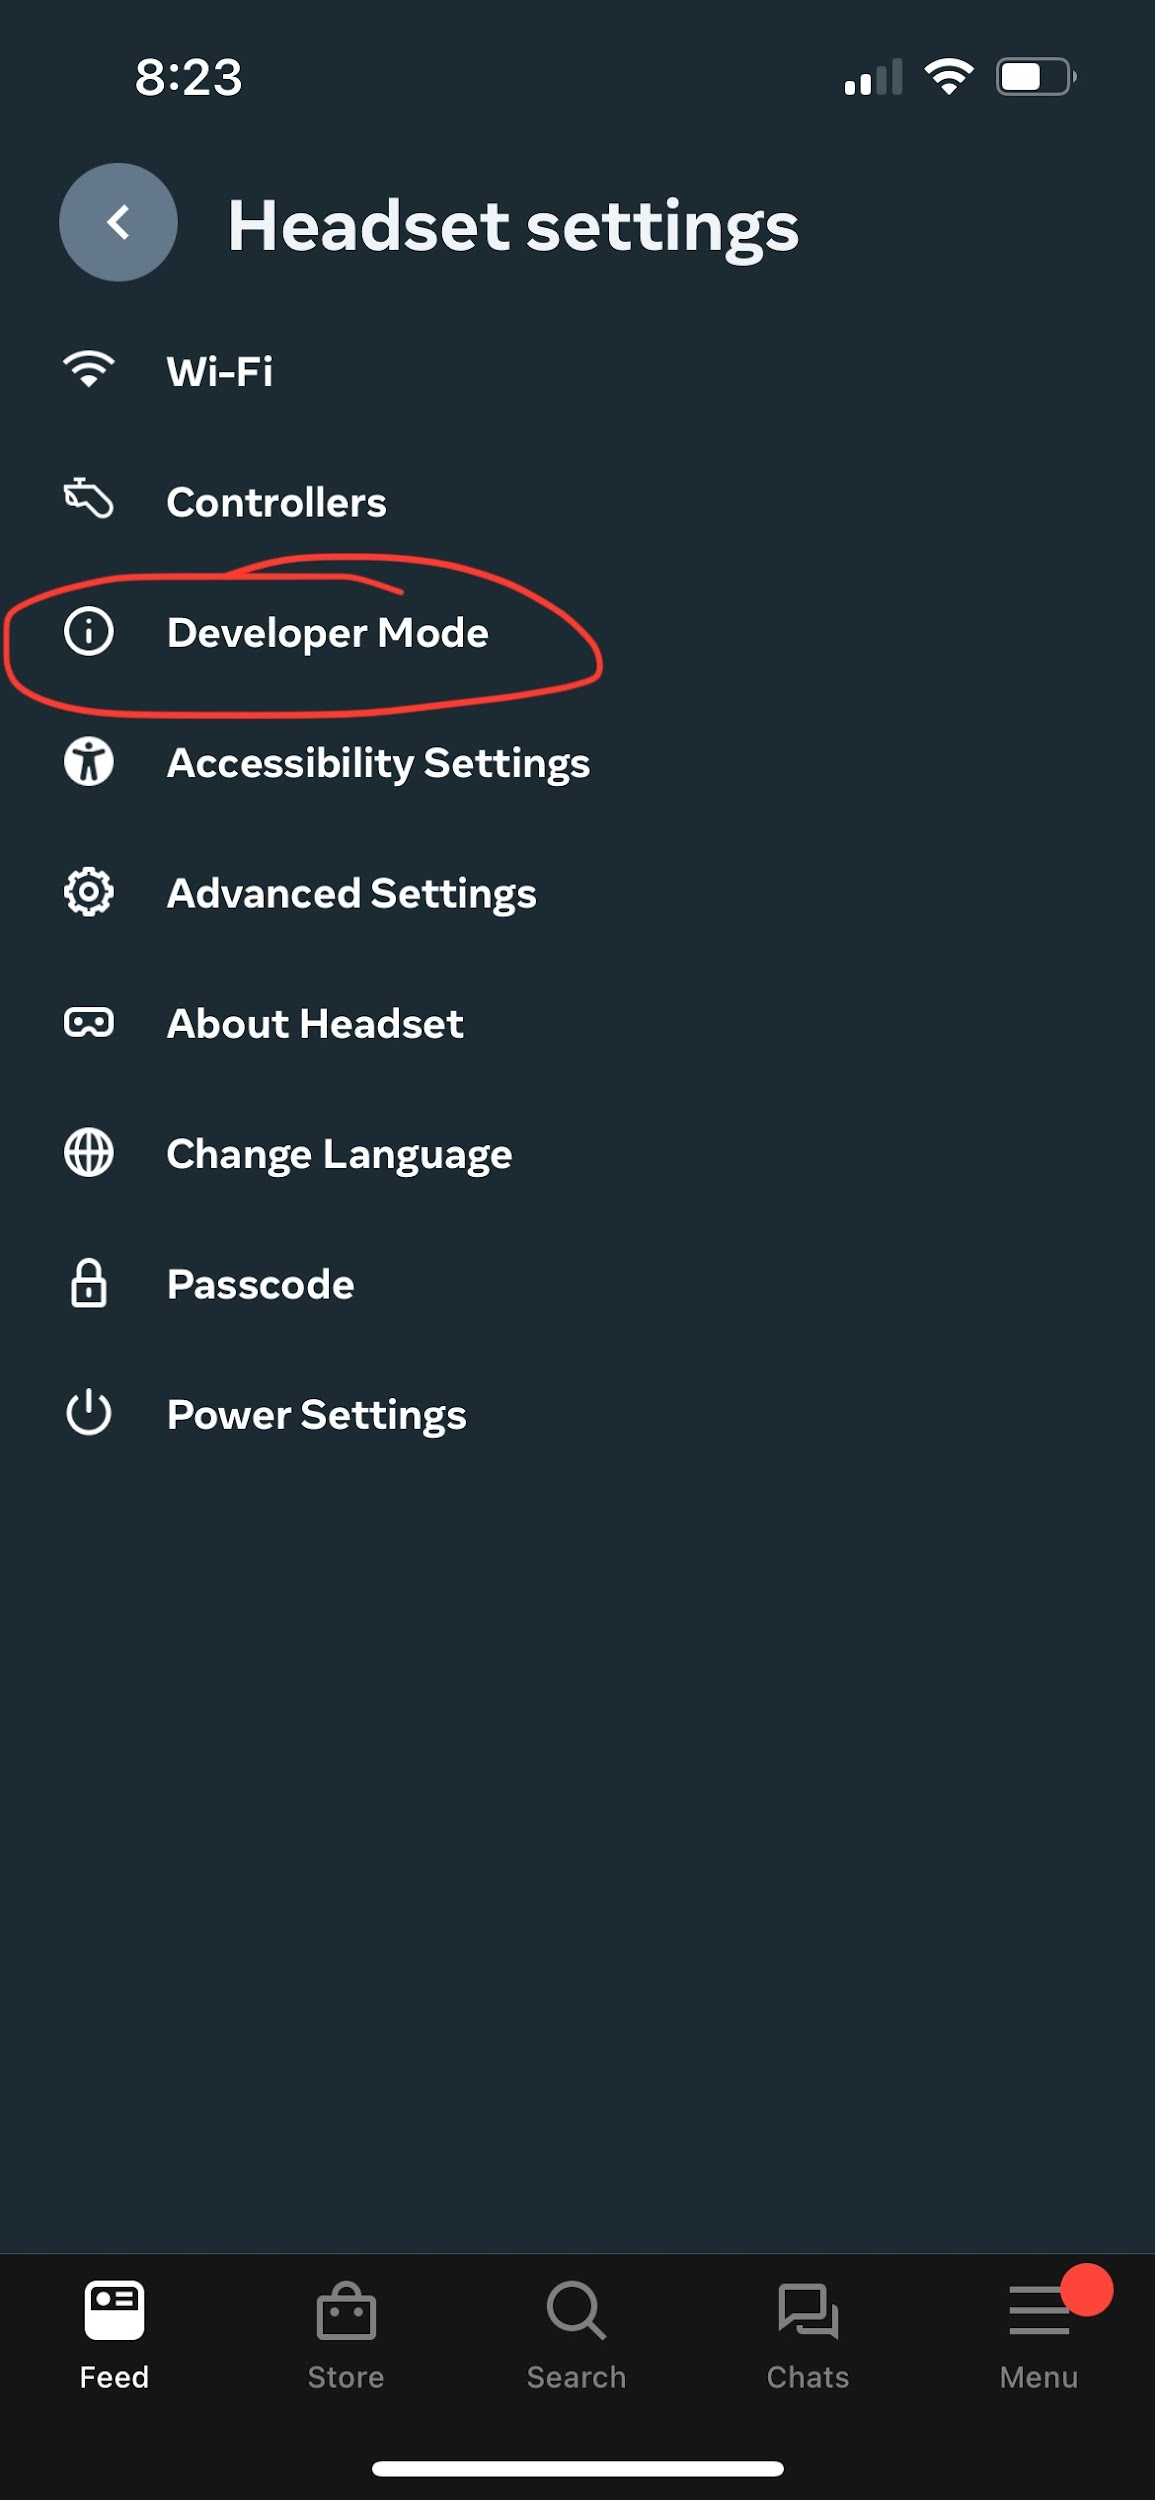 8:23
Headset settings
Wi-Fi
Controllers
Developer Mode
Accessibility Settings
Advanced Settings
About Headset
Change Language
Passcode
Power Settings
Feed Store Search Chats Menu